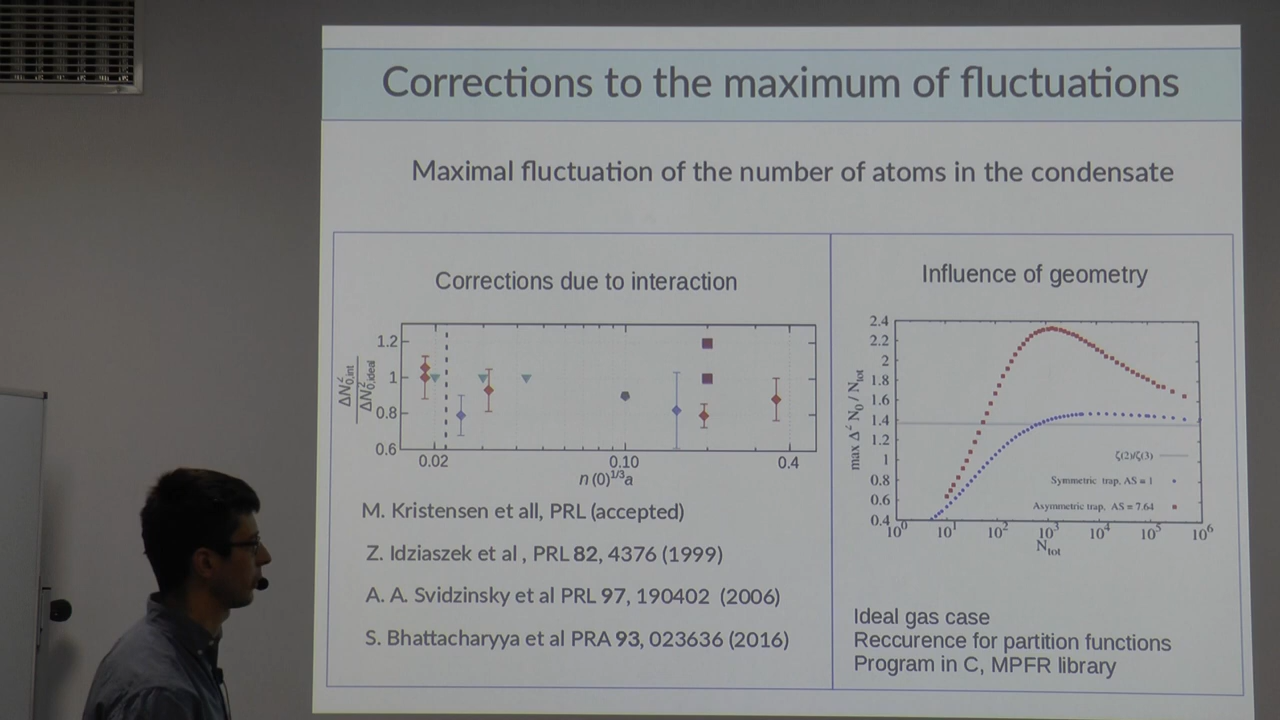 Corrections to the maximum of fluctuations
Maximal fluctuation of the number of atoms in the condensate
Corrections due to interaction
ΔN²0,int
ΔN²0,ideal
1.2
1
0.8
0.6
0.02
0.10
0.4
n (0)1/3a
M. Kristensen et all, PRL (accepted)
Z. Idziaszek et al , PRL 82, 4376 (1999)
A. A. Svidzinsky et al PRL 97, 190402 (2006)
S. Bhattacharyya et al PRA 93, 023636 (2016)
Influence of geometry
max Δ² N0 / Ntot
2.4
2.2
2
1.8
1.6
1.4
1.2
1
0.8
0.6
0.4
ζ(2)/ζ(3)
Symmetric trap, AS = 1
Asymmetric trap, AS = 7.64
10⁰
10¹
10²
10³
10⁴
10⁵
10⁶
Ntot
Ideal gas case
Reccurence for partition functions
Program in C, MPFR library